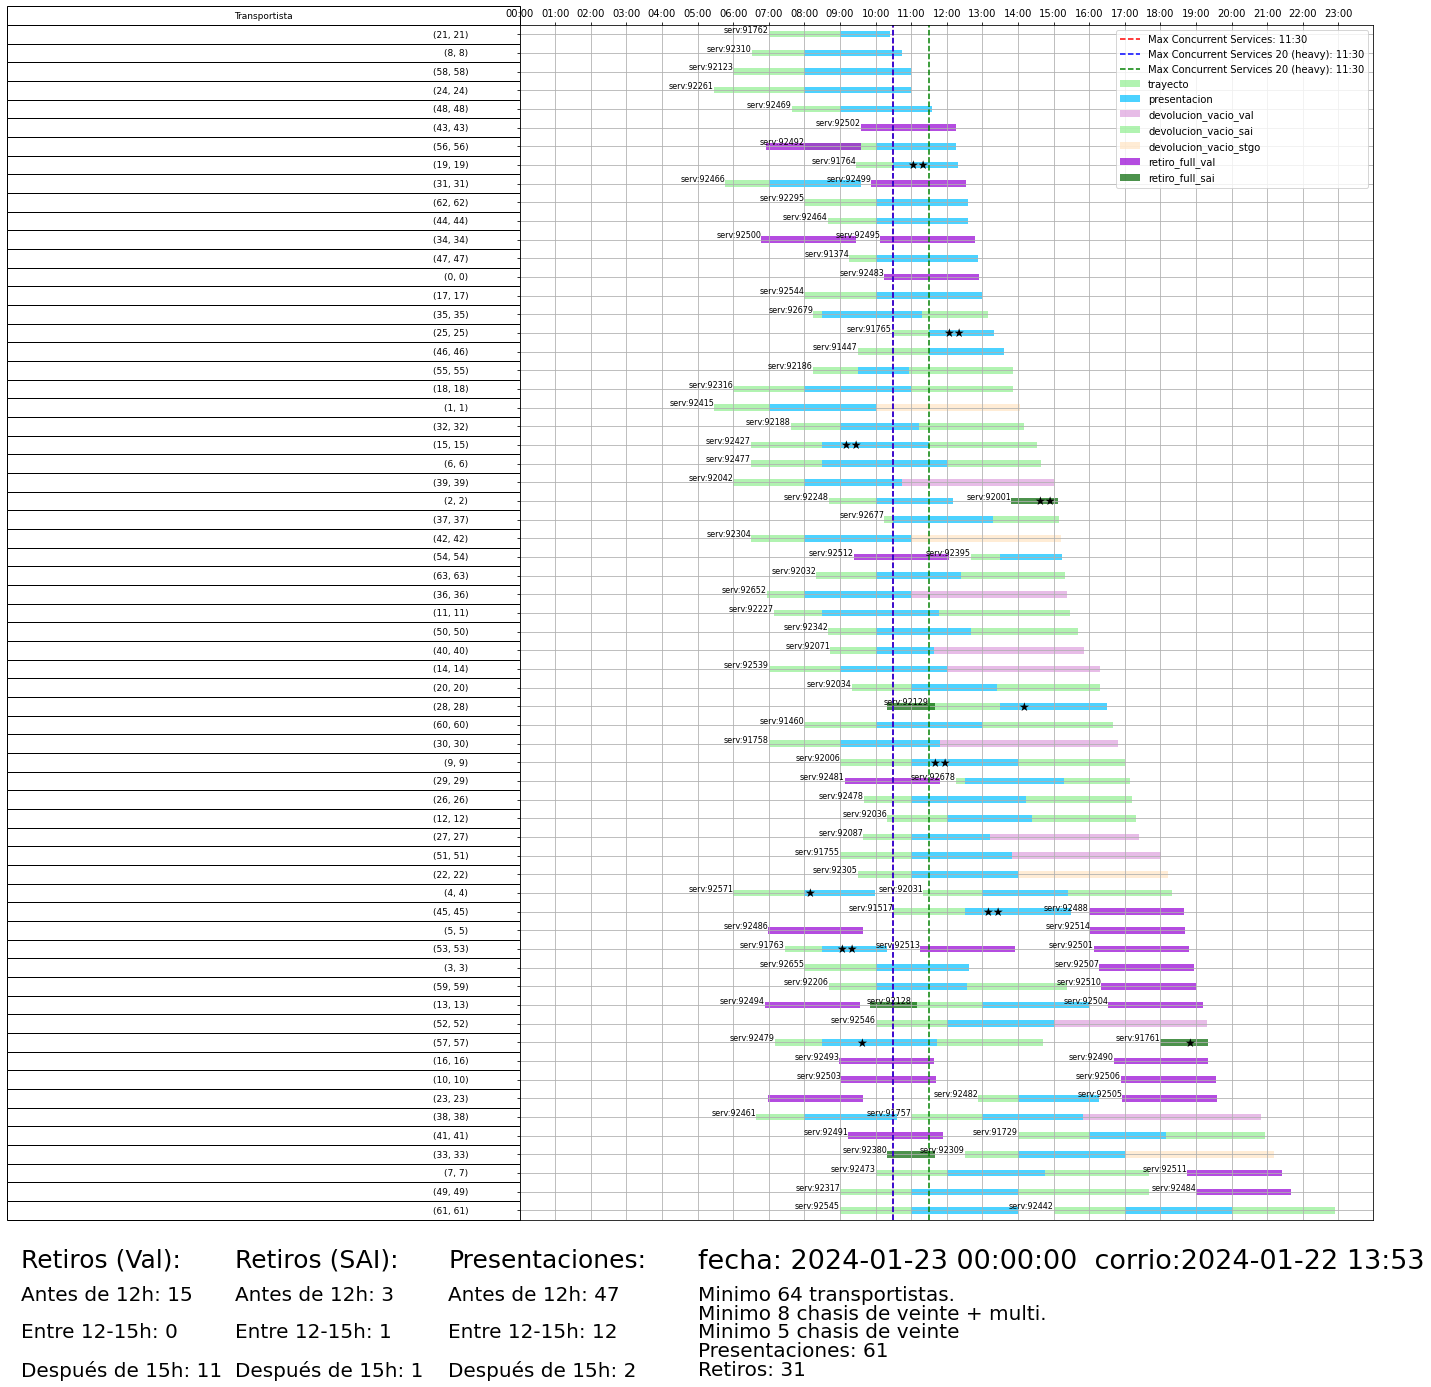 Transportista 00:00 01:00 02:00 03:00 04:00 05:00 06:00 07:00 08:00 09:00 10:00 11:00 12:00 13:00 14:00 15:00 16:00 17:00 18:00 19:00 20:00 21:00 22:00 23:00
(21, 21) serv:91762
(8, 8) serv:92310
(58, 58) serv:92123
(24, 24) serv:92261
(48, 48) serv:92469
(43, 43) serv:92502
(56, 56) serv:92492
(19, 19) serv:91764
(31, 31) serv:92466 serv:92499
(62, 62) serv:92295
(44, 44) serv:92464
(34, 34) serv:92500 serv:92495
(47, 47) serv:91374
(0, 0) serv:92483
(17, 17) serv:92544
(35, 35) serv:92679
(25, 25) serv:91765
(46, 46) serv:91447
(55, 55) serv:92186
(18, 18) serv:92316
(1, 1) serv:92415
(32, 32) serv:92188
(15, 15) serv:92427
(6, 6) serv:92477
(39, 39) serv:92042
(2, 2) serv:92248 serv:92001
(37, 37) serv:92677
(42, 42) serv:92304
(54, 54) serv:92512 serv:92395
(63, 63) serv:92032
(36, 36) serv:92652
(11, 11) serv:92227
(50, 50) serv:92342
(40, 40) serv:92071
(14, 14) serv:92539
(20, 20) serv:92034
(28, 28) serv:92129
(60, 60) serv:91460
(30, 30) serv:91758
(9, 9) serv:92006
(29, 29) serv:92481 serv:92678
(26, 26) serv:92478
(12, 12) serv:92036
(27, 27) serv:92087
(51, 51) serv:91755
(22, 22) serv:92305
(4, 4) serv:92571 serv:92031
(45, 45) serv:91517 serv:92488
(5, 5) serv:92486 serv:92514
(53, 53) serv:91763 serv:92513 serv:92501
(3, 3) serv:92655 serv:92507
(59, 59) serv:92206 serv:92510
(13, 13) serv:92494 serv:92128 serv:92504
(52, 52) serv:92546
(57, 57) serv:92479 serv:91761
(16, 16) serv:92493 serv:92490
(10, 10) serv:92503 serv:92506
(23, 23) serv:92482 serv:92505
(38, 38) serv:92461 serv:91757
(41, 41) serv:92491 serv:91729
(33, 33) serv:92380 serv:92309
(7, 7) serv:92473 serv:92511
(49, 49) serv:92317 serv:92484
(61, 61) serv:92545 serv:92442
Max Concurrent Services: 11:30
Max Concurrent Services 20 (heavy): 11:30
Max Concurrent Services 20 (heavy): 11:30
trayecto
presentacion
devolucion_vacio_val
devolucion_vacio_sai
devolucion_vacio_stgo
retiro_full_val
retiro_full_sai
Retiros (Val):
Antes de 12h: 15
Entre 12-15h: 0
Después de 15h: 11
Retiros (SAI):
Antes de 12h: 3
Entre 12-15h: 1
Después de 15h: 1
Presentaciones:
Antes de 12h: 47
Entre 12-15h: 12
Después de 15h: 2
fecha: 2024-01-23 00:00:00 corrio:2024-01-22 13:53
Minimo 64 transportistas.
Minimo 8 chasis de veinte + multi.
Minimo 5 chasis de veinte
Presentaciones: 61
Retiros: 31